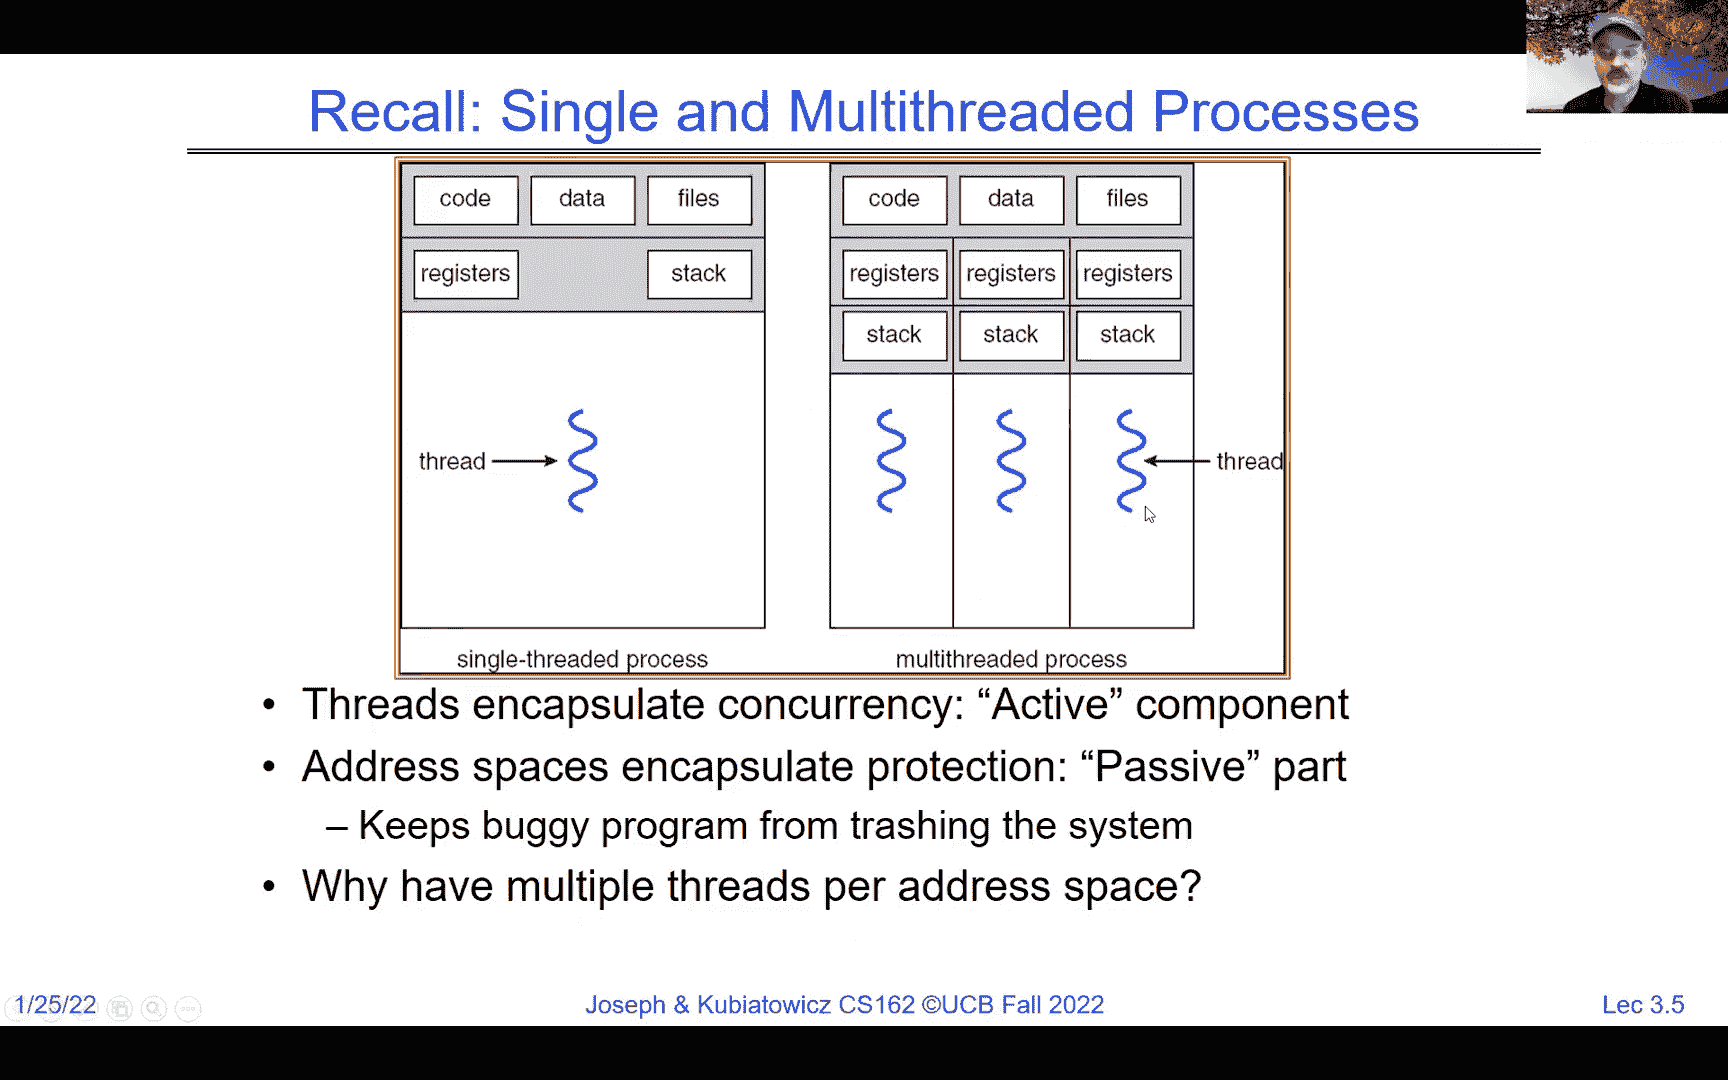 Recall: Single and Multithreaded Processes
code data files
registers stack
thread
single-threaded process
code data files
registers registers registers
stack stack stack
thread
multithreaded process
• Threads encapsulate concurrency: “Active” component
• Address spaces encapsulate protection: “Passive” part
– Keeps buggy program from trashing the system
• Why have multiple threads per address space?
1/25/22
Joseph & Kubiatowicz CS162 ©UCB Fall 2022
Lec 3.5